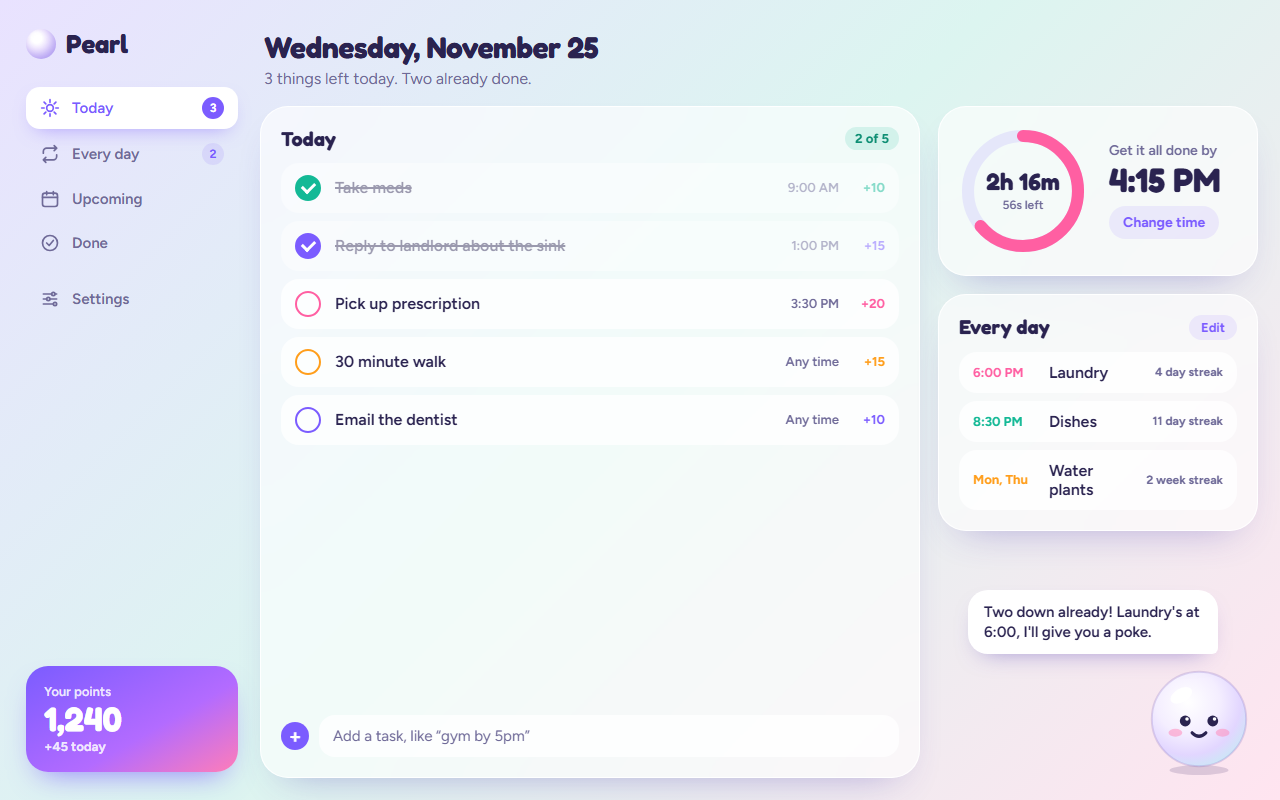 Pearl
Today 3
Every day 2
Upcoming
Done
Settings
Your points
1,240
+45 today
Wednesday, November 25
3 things left today. Two already done.
Today 2 of 5
Take meds 9:00 AM +10
Reply to landlord about the sink 1:00 PM +15
Pick up prescription 3:30 PM +20
30 minute walk Any time +15
Email the dentist Any time +10
+ Add a task, like “gym by 5pm”
2h 16m
56s left
Get it all done by
4:15 PM
Change time
Every day Edit
6:00 PM Laundry 4 day streak
8:30 PM Dishes 11 day streak
Mon, Thu Water
plants 2 week streak
Two down already! Laundry's at
6:00, I'll give you a poke.